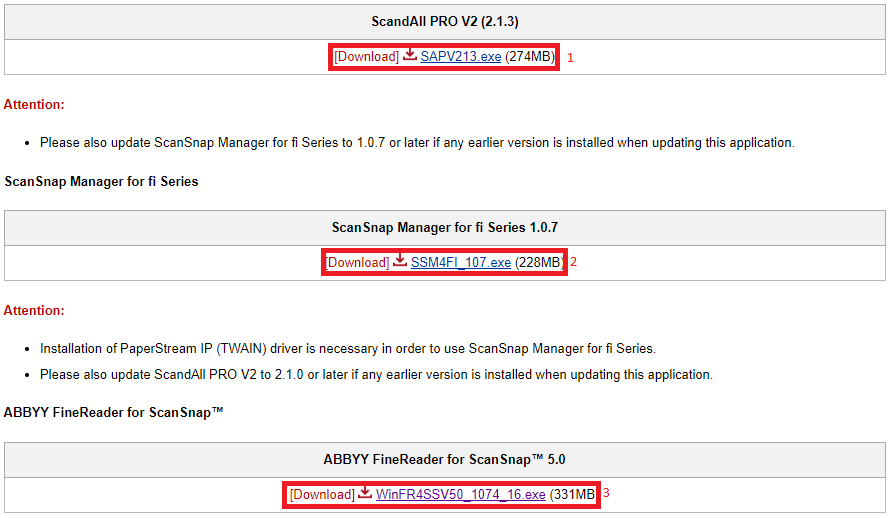 ScandAll PRO V2 (2.1.3)
[Download] SAPV213.exe (274MB) 1
Attention:
• Please also update ScanSnap Manager for fi Series to 1.0.7 or later if any earlier version is installed when updating this application.
ScanSnap Manager for fi Series
ScanSnap Manager for fi Series 1.0.7
[Download] SSM4FI_107.exe (228MB) 2
Attention:
• Installation of PaperStream IP (TWAIN) driver is necessary in order to use ScanSnap Manager for fi Series.
• Please also update ScandAll PRO V2 to 2.1.0 or later if any earlier version is installed when updating this application.
ABBYY FineReader for ScanSnap™
ABBYY FineReader for ScanSnap™ 5.0
[Download] WinFR4SSV50_1074_16.exe (331MB 3